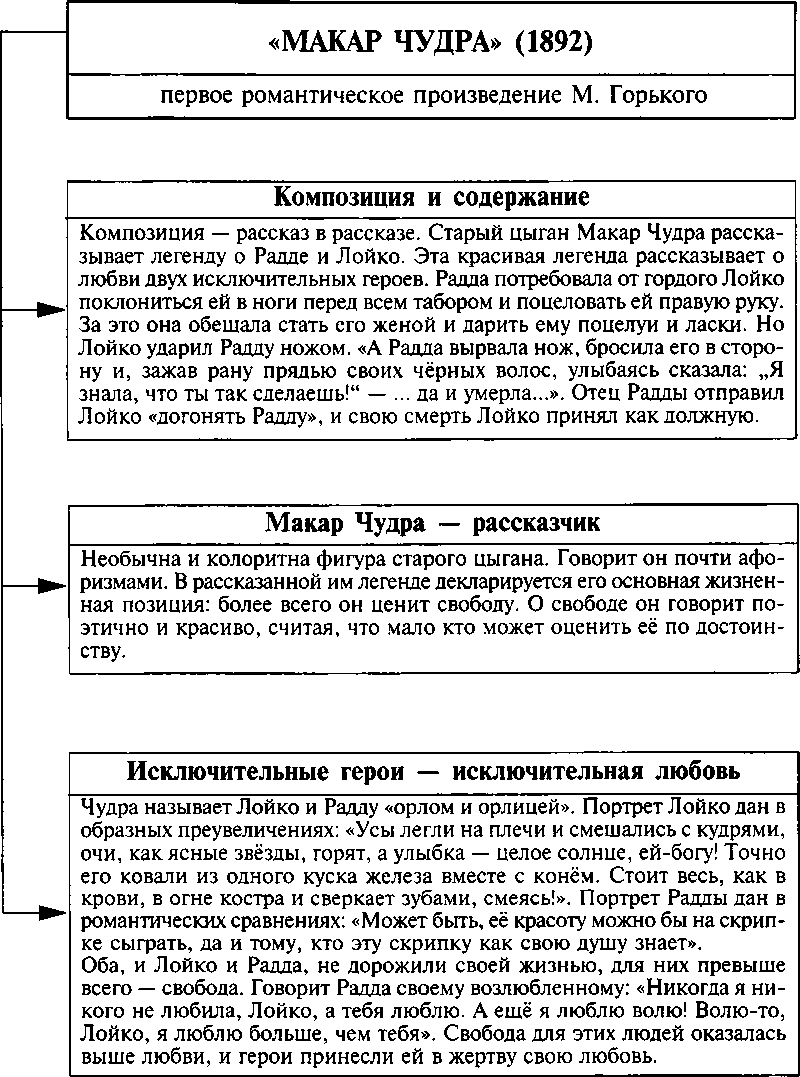 «МАКАР ЧУДРА» (1892)
первое романтическое произведение М. Горького
Композиция и содержание
Композиция — рассказ в рассказе. Старый цыган Макар Чудра расска-
зывает легенду о Радде и Лойко. Эта красивая легенда рассказывает о
любви двух исключительных героев. Радда потребовала от гордого Лойко
поклониться ей в ноги перед всем табором и поцеловать ей правую руку.
За это она обещала стать его женой и дарить ему поцелуи и ласки. Но
Лойко ударил Радду ножом. «А Радда вырвала нож, бросила его в сторо-
ну и, зажав рану прядью своих чёрных волос, улыбаясь сказала: „Я
знала, что ты так сделаешь!“ — ... да и умерла...». Отец Радды отправил
Лойко «догонять Радду», и свою смерть Лойко принял как должную.
Макар Чудра — рассказчик
Необычна и колоритна фигура старого цыгана. Говорит он почти афо-
ризмами. В рассказанной им легенде декларируется его основная жизнен-
ная позиция: более всего он ценит свободу. О свободе он говорит по-
этично и красиво, считая, что мало кто может оценить её по достоин-
ству.
Исключительные герои — исключительная любовь
Чудра называет Лойко и Радду «орлом и орлицей». Портрет Лойко дан в
образных преувеличениях: «Усы легли на плечи и смешались с кудрями,
очи, как ясные звёзды, горят, а улыбка — целое солнце, ей-богу! Точно
его ковали из одного куска железа вместе с конём. Стоит весь, как в
крови, в огне костра и сверкает зубами, смеясь!». Портрет Радды дан в
романтических сравнениях: «Может быть, её красоту можно бы на скрип-
ке сыграть, да и тому, кто эту скрипку как свою душу знает».
Оба, и Лойко и Радда, не дорожили своей жизнью, для них превыше
всего — свобода. Говорит Радда своему возлюбленному: «Никогда я ни-
кого не любила, Лойко, а тебя люблю. А ещё я люблю волю! Волю-то,
Лойко, я люблю больше, чем тебя». Свобода для этих людей оказалась
выше любви, и герои принесли ей в жертву свою любовь.